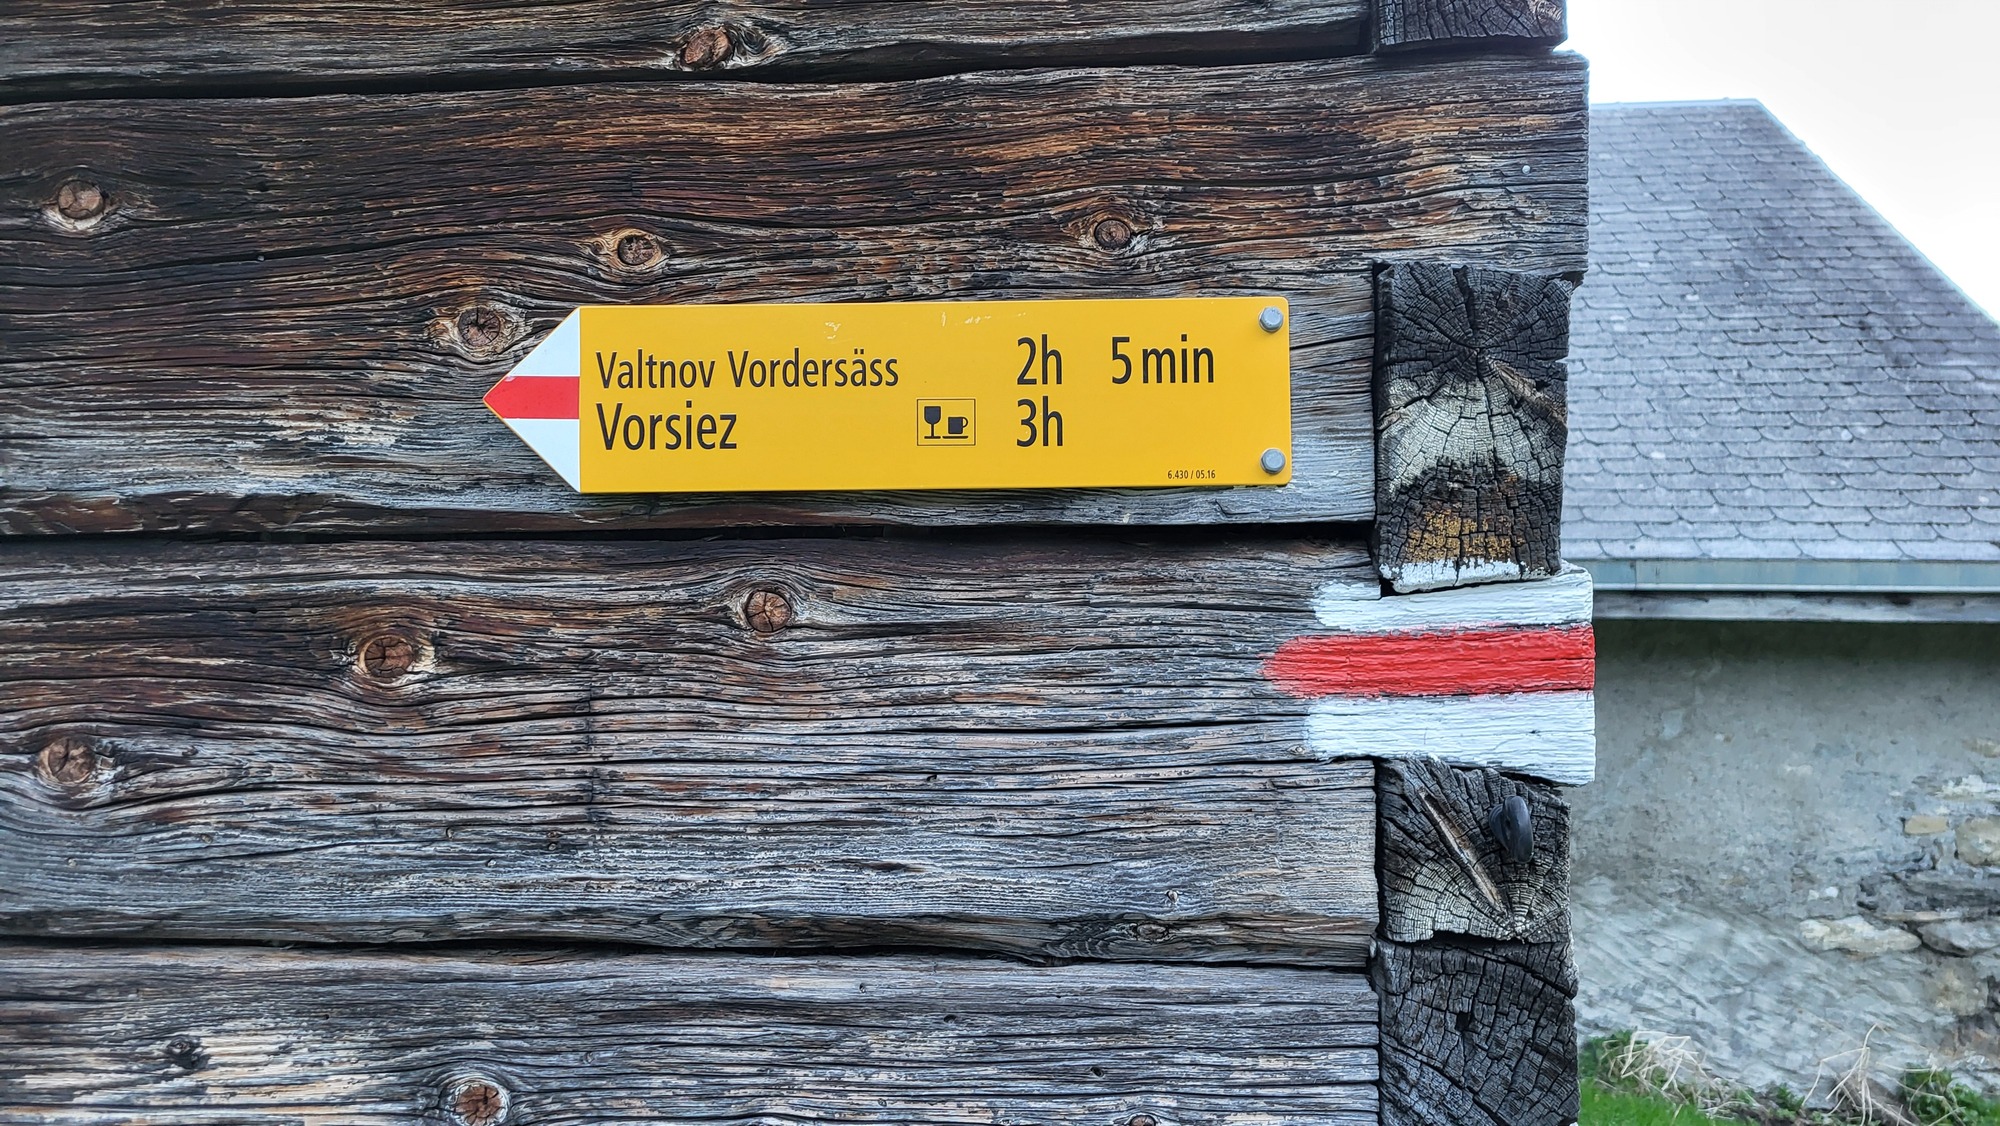 Valtnov Vordersäss 2h 5min
Vorsiez 3h
6.430 / 05.16